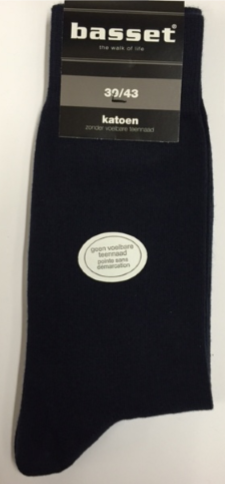 basset
the walk of life
39/43
katoen
zonder voelbare teennaad
geen voelbare
teennaad
pointe sans
démarcation